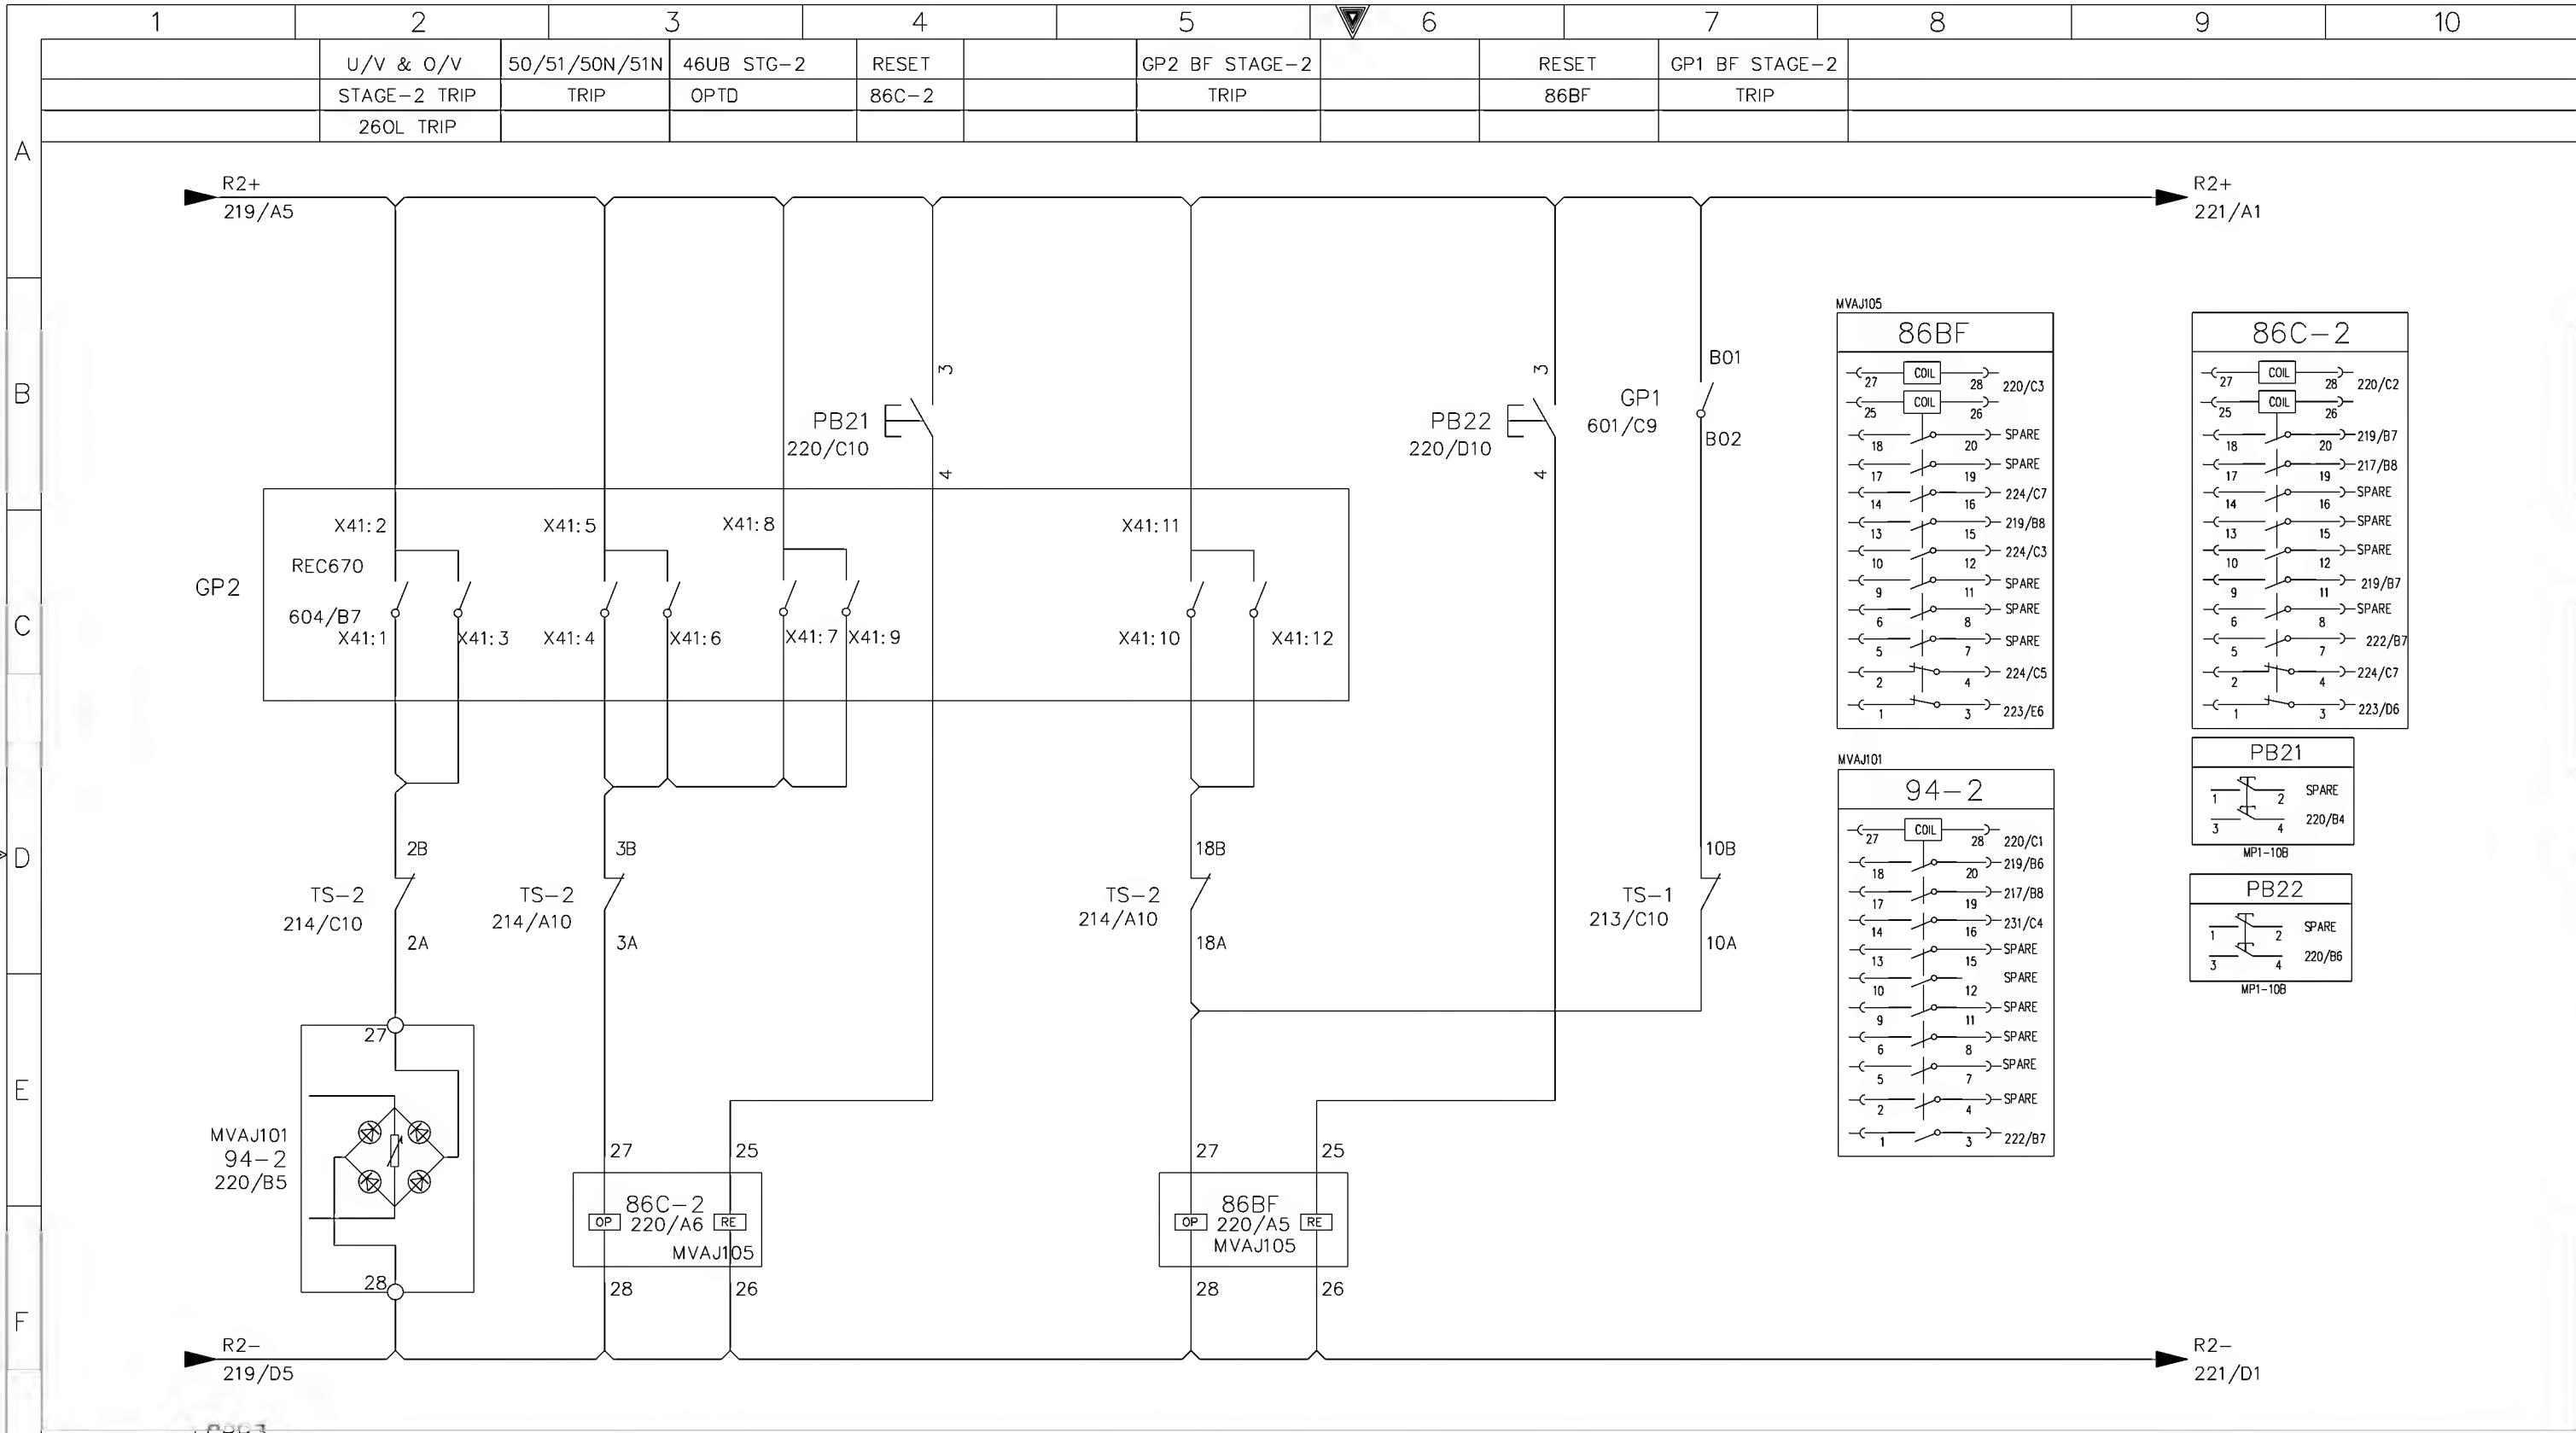 1 2 3 4 5 6 7 8 9 10
U/V & O/V 50/51/50N/51N 46UB STG-2 RESET GP2 BF STAGE-2 RESET GP1 BF STAGE-2
STAGE-2 TRIP TRIP OPTD 86C-2 TRIP 86BF TRIP
26OL TRIP
A
R2+
219/A5
R2+
221/A1
B
3
PB21
220/C10
4
3
PB22
220/D10
4
B01
GP1
601/C9
B02
C
GP2
X41:2 X41:5 X41:8 X41:11
REC670
604/B7
X41:1 X41:3 X41:4 X41:6 X41:7 X41:9 X41:10 X41:12
D
2B 3B 18B 10B
TS-2 TS-2 TS-2 TS-1
214/C10 214/A10 214/A10 213/C10
2A 3A 18A 10A
E
27
MVAJ101
94-2
220/B5
28
27 25
86C-2
OP 220/A6 RE
MVAJ105
28 26
27 25
86BF
OP 220/A5 RE
MVAJ105
28 26
F
R2-
219/D5
R2-
221/D1
MVAJ105
86BF
27 COIL 28 220/C3
25 COIL 26
18 20 SPARE
17 19 SPARE
14 16 224/C7
13 15 219/B8
10 12 224/C3
9 11 SPARE
6 8 SPARE
5 7 SPARE
2 4 224/C5
1 3 223/E6
86C-2
27 COIL 28 220/C2
25 COIL 26
18 20 219/B7
17 19 217/B8
14 16 SPARE
13 15 SPARE
10 12 SPARE
9 11 219/B7
6 8 SPARE
5 7 222/B7
2 4 224/C7
1 3 223/D6
MVAJ101
94-2
27 COIL 28 220/C1
18 20 219/B6
17 19 217/B8
14 16 231/C4
13 15 SPARE
10 12 SPARE
9 11 SPARE
6 8 SPARE
5 7 SPARE
2 4 SPARE
1 3 222/B7
PB21
1 2 SPARE
3 4 220/B4
MP1-10B
PB22
1 2 SPARE
3 4 220/B6
MP1-10B